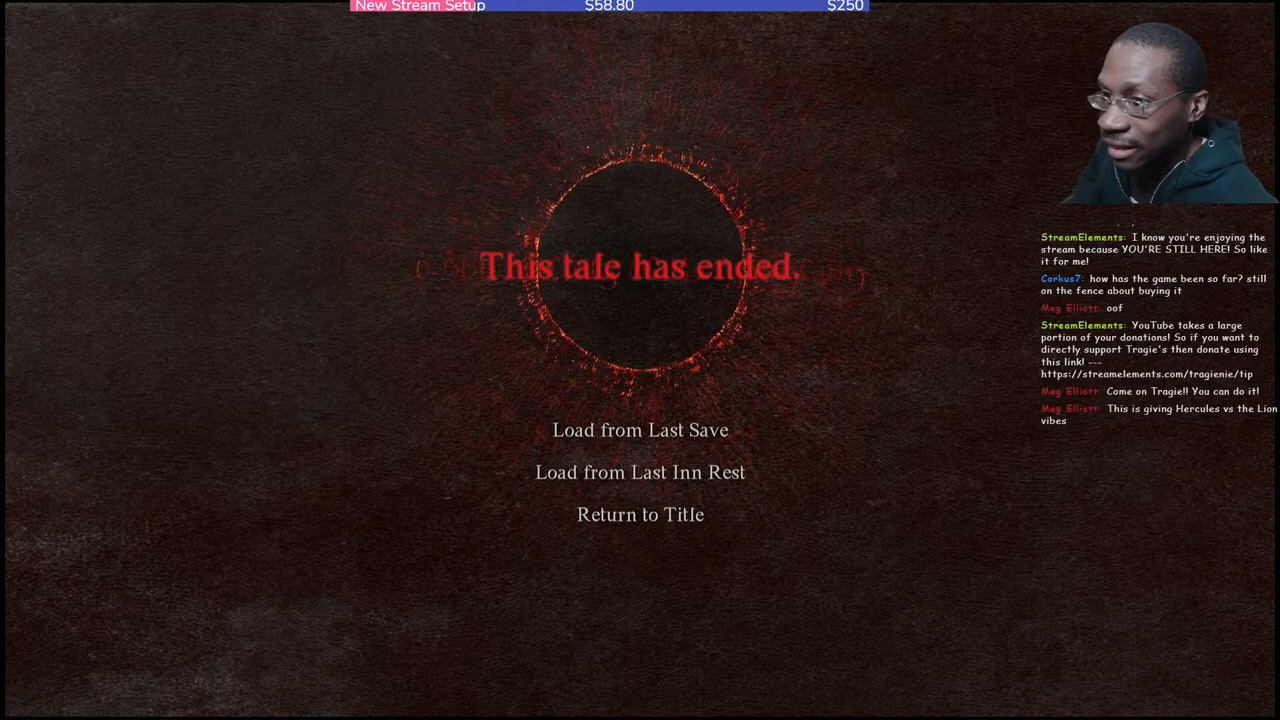 New Stream Setup $58.80 $250
This tale has ended.
Load from Last Save
Load from Last Inn Rest
Return to Title
StreamElements: I know you're enjoying the
stream because YOU'RE STILL HERE! So like
it for me!
Corkus7: how has the game been so far? still
on the fence about buying it
Meg Elliott: oof
StreamElements: YouTube takes a large
portion of your donations! So if you want to
directly support Tragie's then donate using
this link! ---
https://streamelements.com/tragienie/tip
Meg Elliott: Come on Tragie!! You can do it!
Meg Elliott: This is giving Hercules vs the Lion
vibes